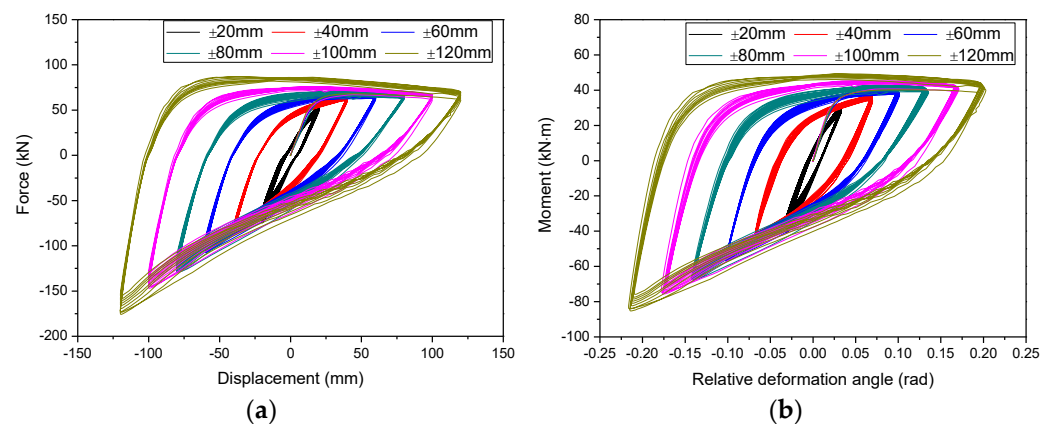 ±20mm ±40mm ±60mm
±80mm ±100mm ±120mm
150
100
50
0
-50
-100
-150
-200
Force (kN)
-150 -100 -50 0 50 100 150
Displacement (mm)
(a)
±20mm ±40mm ±60mm
±80mm ±100mm ±120mm
80
60
40
20
0
-20
-40
-60
-80
-100
Moment (kN·m)
-0.25 -0.20 -0.15 -0.10 -0.05 0.00 0.05 0.10 0.15 0.20 0.25
Relative deformation angle (rad)
(b)